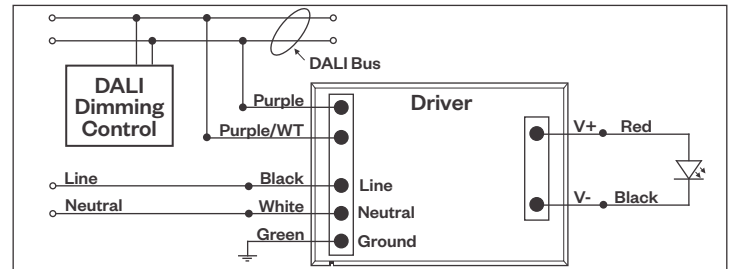 DALI Bus
DALI
Dimming
Control
Driver
Purple
Purple/WT
V+ Red
Line Black Line
Neutral White Neutral
V- Black
Green Ground